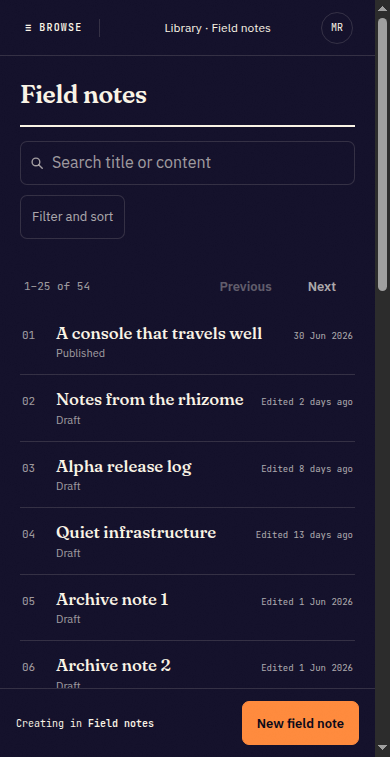 ≡ BROWSE
Library · Field notes
MR
Field notes
Search title or content
Filter and sort
1–25 of 54
Previous
Next
01 A console that travels well 30 Jun 2026
Published
02 Notes from the rhizome Edited 2 days ago
Draft
03 Alpha release log Edited 8 days ago
Draft
04 Quiet infrastructure Edited 13 days ago
Draft
05 Archive note 1 Edited 1 Jun 2026
Draft
06 Archive note 2 Edited 1 Jun 2026
Draft
Creating in Field notes
New field note